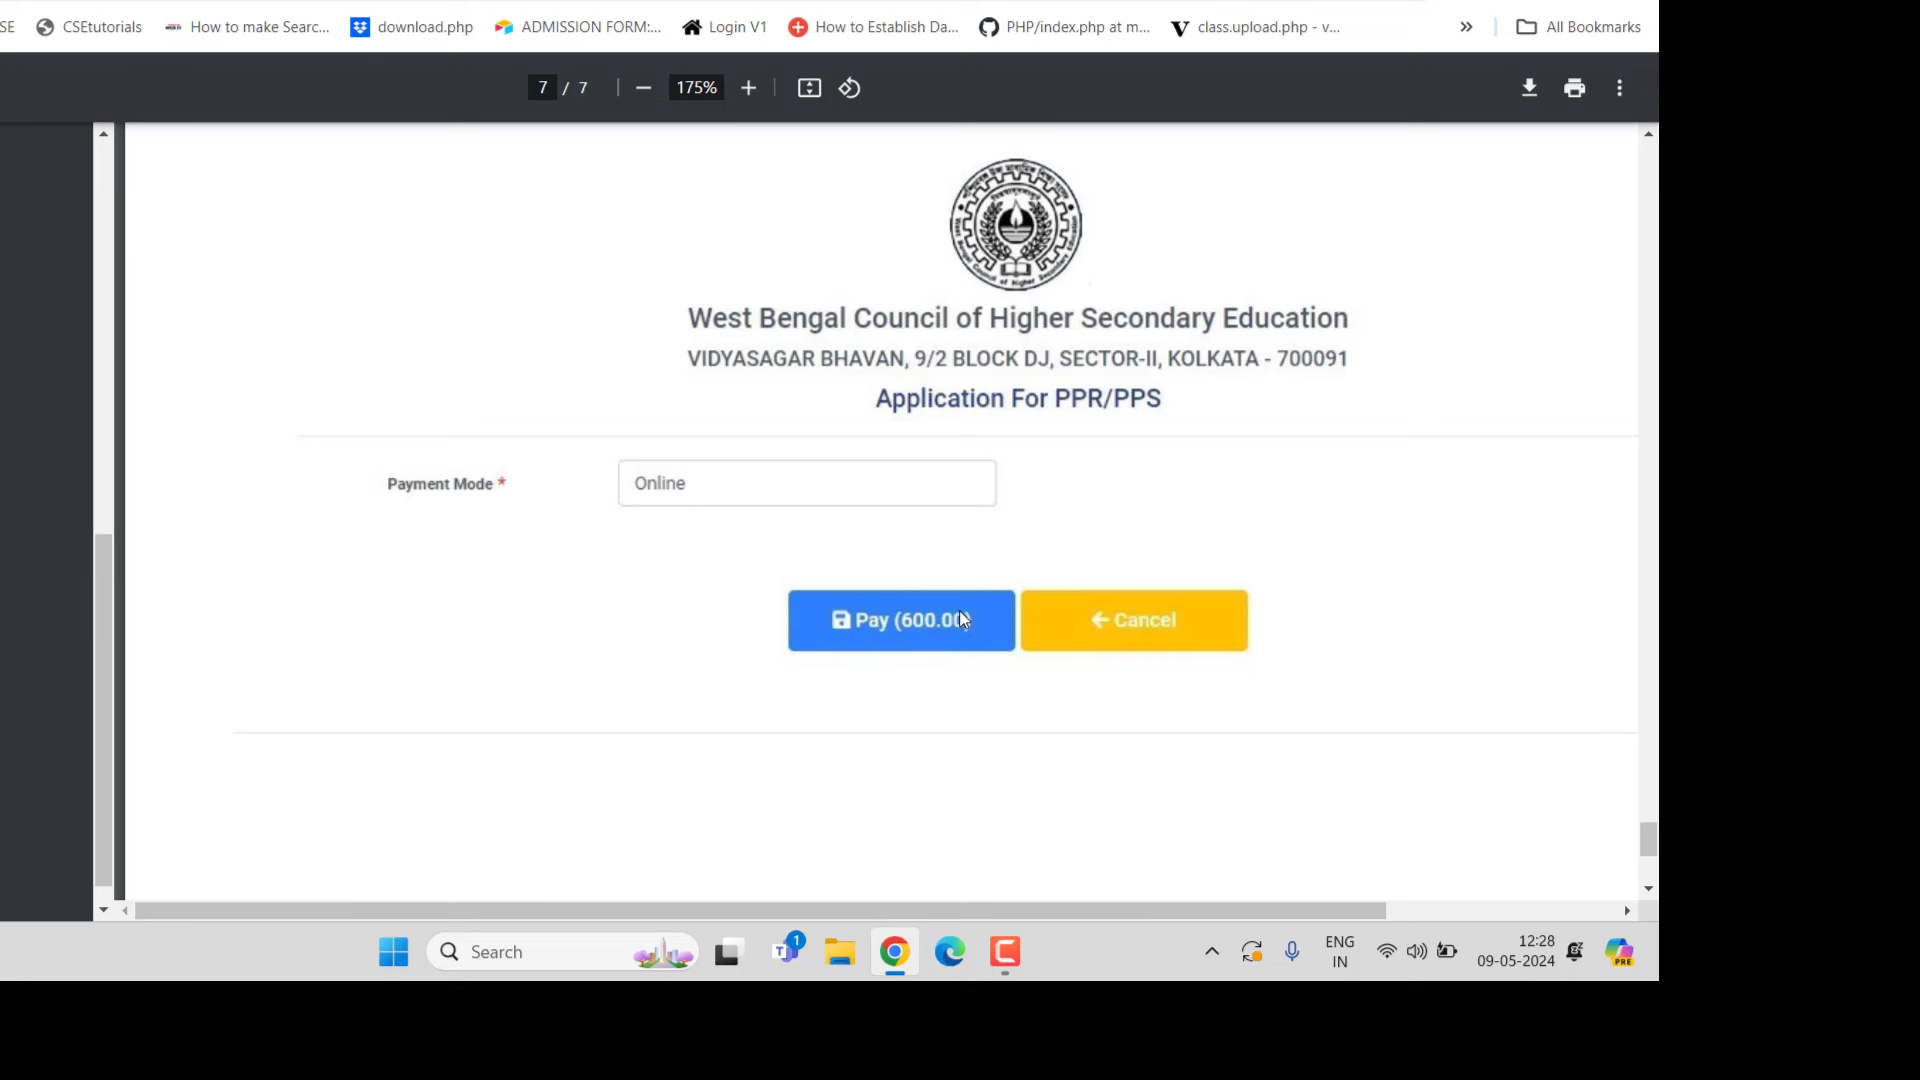 SE CSEtutorials How to make Searc... download.php ADMISSION FORM:... Login V1 How to Establish Da... PHP/index.php at m... class.upload.php - v... » All Bookmarks
7 / 7 175%
West Bengal Council of Higher Secondary Education
VIDYASAGAR BHAVAN, 9/2 BLOCK DJ, SECTOR-II, KOLKATA - 700091
Application For PPR/PPS
Payment Mode *
Online
Pay (600.00)
Cancel
Search
1
ENG
IN
12:28
09-05-2024
PRE